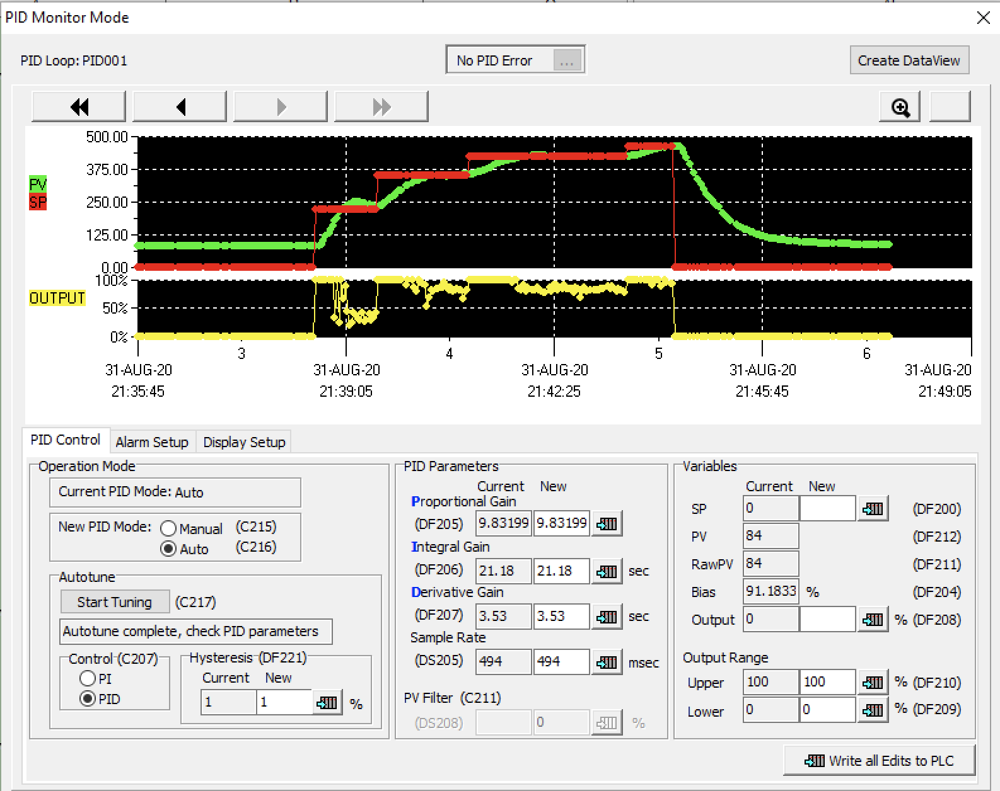 PID Monitor Mode
PID Loop: PID001
No PID Error
...
Create DataView
500.00
375.00
250.00
125.00
0.00
PV
SP
100%
50%
0%
OUTPUT
3
4
5
6
31-AUG-20
31-AUG-20
31-AUG-20
31-AUG-20
31-AUG-20
21:35:45
21:39:05
21:42:25
21:45:45
21:49:05
PID Control
Alarm Setup
Display Setup
Operation Mode
Current PID Mode: Auto
New PID Mode:
Manual (C215)
Auto (C216)
Autotune
Start Tuning (C217)
Autotune complete, check PID parameters
Control (C207)
PI
PID
Hysteresis (DF221)
Current New
1 1 %
PID Parameters
Current New
Proportional Gain
(DF205) 9.83199 9.83199
Integral Gain
(DF206) 21.18 21.18 sec
Derivative Gain
(DF207) 3.53 3.53 sec
Sample Rate
(DS205) 494 494 msec
PV Filter (C211)
(DS208) 0 %
Variables
Current New
SP 0 (DF200)
PV 84 (DF212)
RawPV 84 (DF211)
Bias 91.1833 % (DF204)
Output 0 % (DF208)
Output Range
Upper 100 100 % (DF210)
Lower 0 0 % (DF209)
Write all Edits to PLC